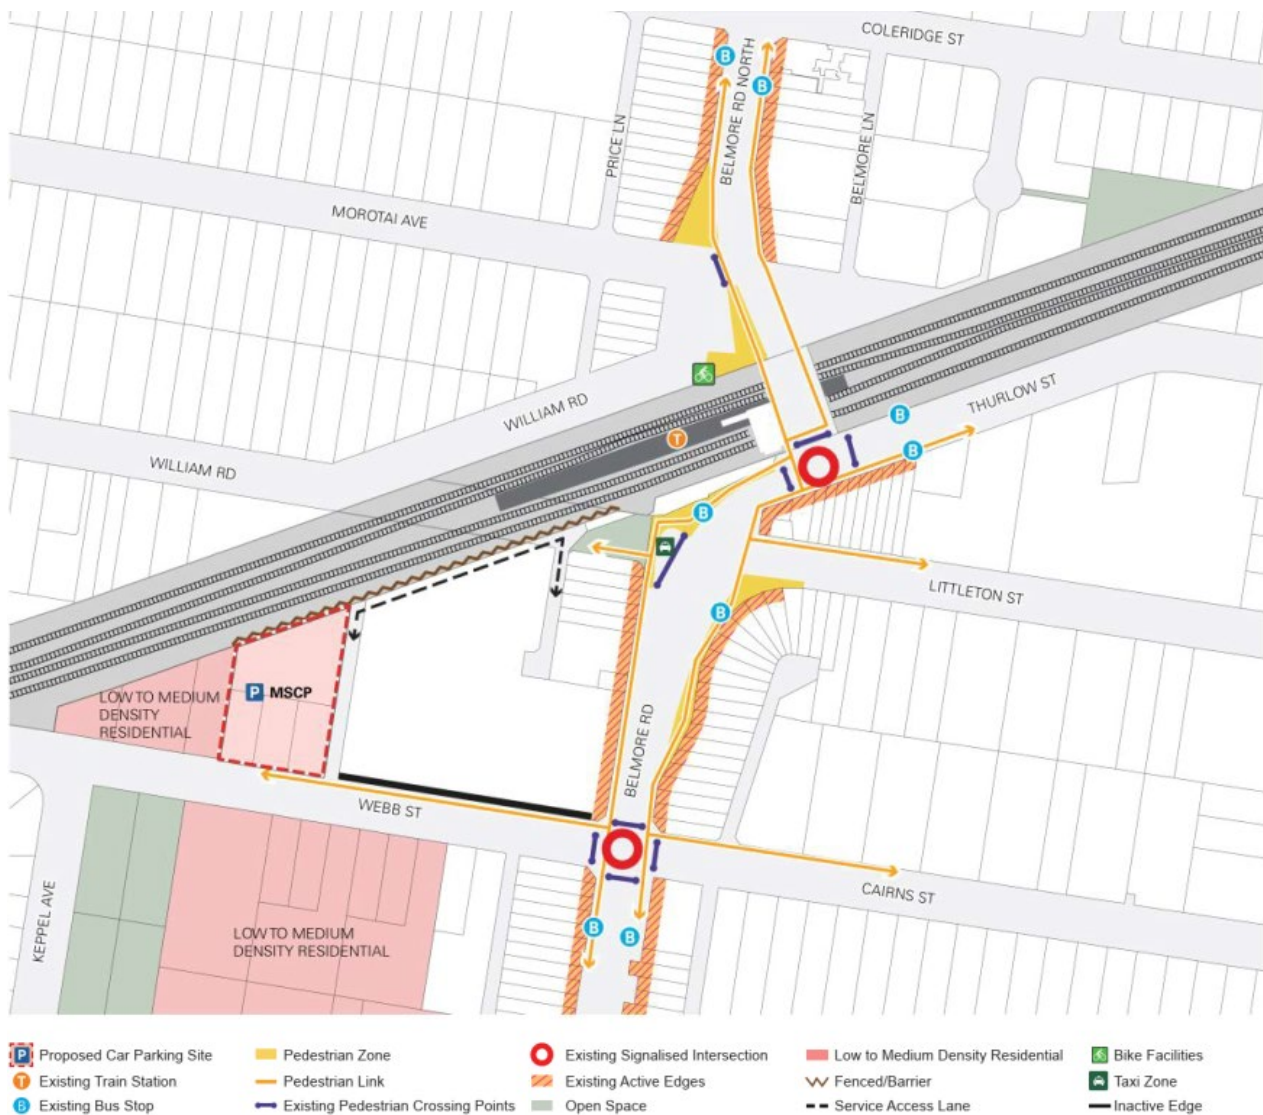 COLERIDGE ST
BELMORE RD NORTH
B
B
PRICE LN
BELMORE LN
MOROTAI AVE
WILLIAM RD
THURLOW ST
B
T
B
WILLIAM RD
B
LITTLETON ST
B
P MSCP
LOW TO MEDIUM
DENSITY
RESIDENTIAL
BELMORE RD
WEBB ST
CAIRNS ST
KEPPEL AVE
B
B
LOW TO MEDIUM
DENSITY RESIDENTIAL
P Proposed Car Parking Site
Pedestrian Zone
Existing Signalised Intersection
Low to Medium Density Residential
Bike Facilities
T Existing Train Station
Pedestrian Link
Existing Active Edges
Fenced/Barrier
Taxi Zone
B Existing Bus Stop
Existing Pedestrian Crossing Points
Open Space
Service Access Lane
Inactive Edge